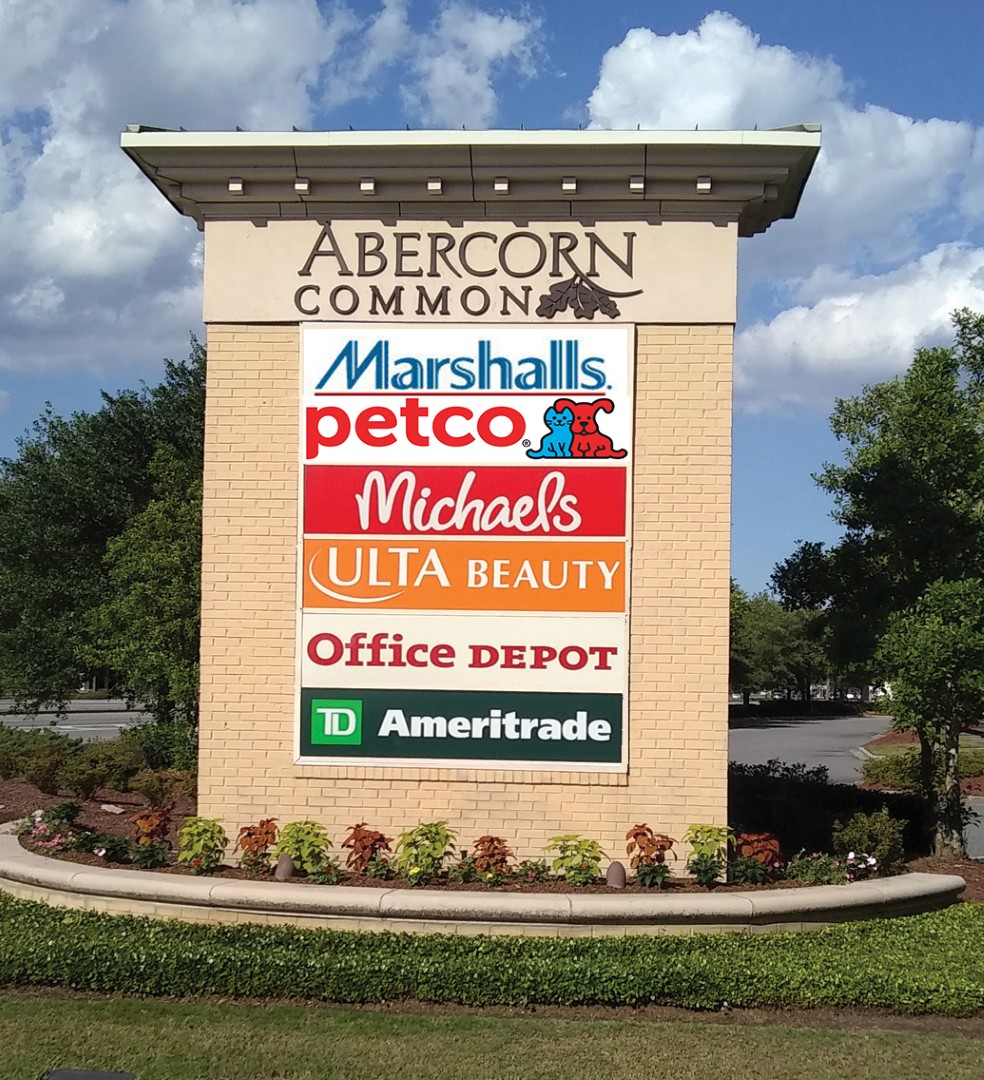 ABERCORN
COMMON
Marshalls.
petco®
Michaels
ULTA BEAUTY
Office DEPOT
TD Ameritrade